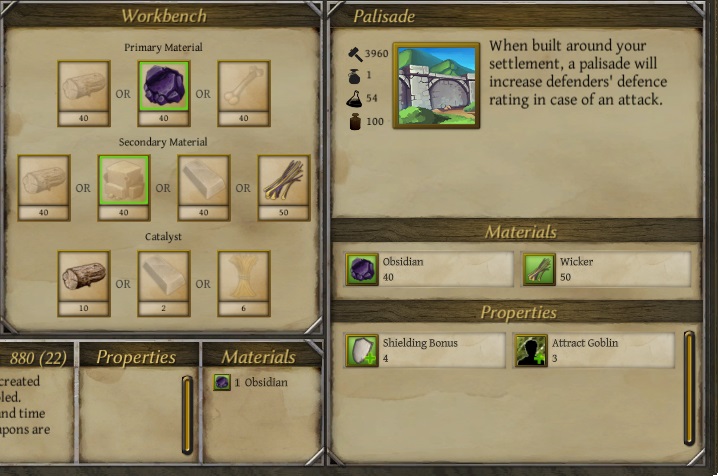 Workbench
Primary Material
40 OR 40 OR 40
Secondary Material
40 OR 40 OR 40 OR 50
Catalyst
10 OR 2 OR 6
880 (22)
created
led.
and time
apons are
Properties
Materials
1 Obsidian
Palisade
3960
1
54
100
When built around your
settlement, a palisade will
increase defenders' defence
rating in case of an attack.
Materials
Obsidian
40
Wicker
50
Properties
Shielding Bonus
4
Attract Goblin
3